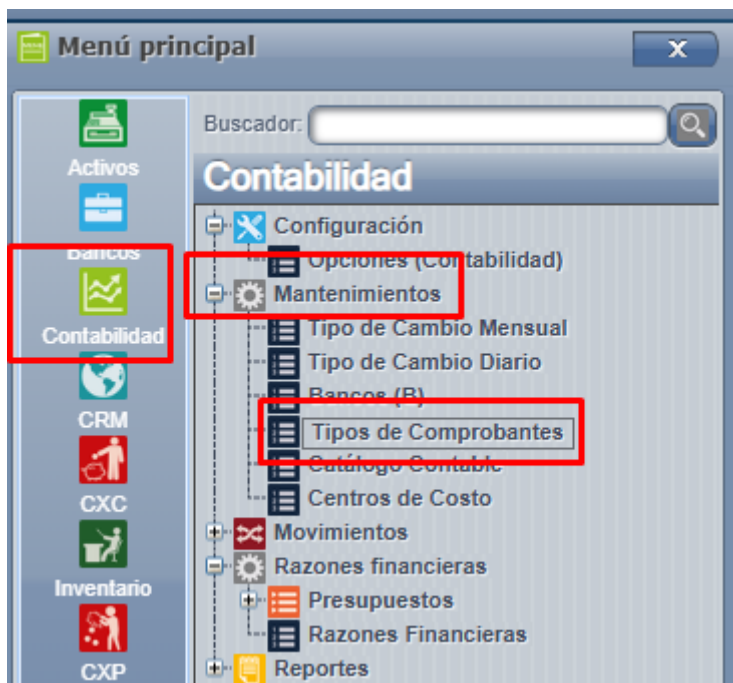 Menú principal
x
Activos
Bancos
Contabilidad
CRM
CXC
Inventario
CXP
Buscador:
Contabilidad
Configuración
Opciones (Contabilidad)
Mantenimientos
Tipo de Cambio Mensual
Tipo de Cambio Diario
Bancos (B)
Tipos de Comprobantes
Catálogo Contable
Centros de Costo
Movimientos
Razones financieras
Presupuestos
Razones Financieras
Reportes